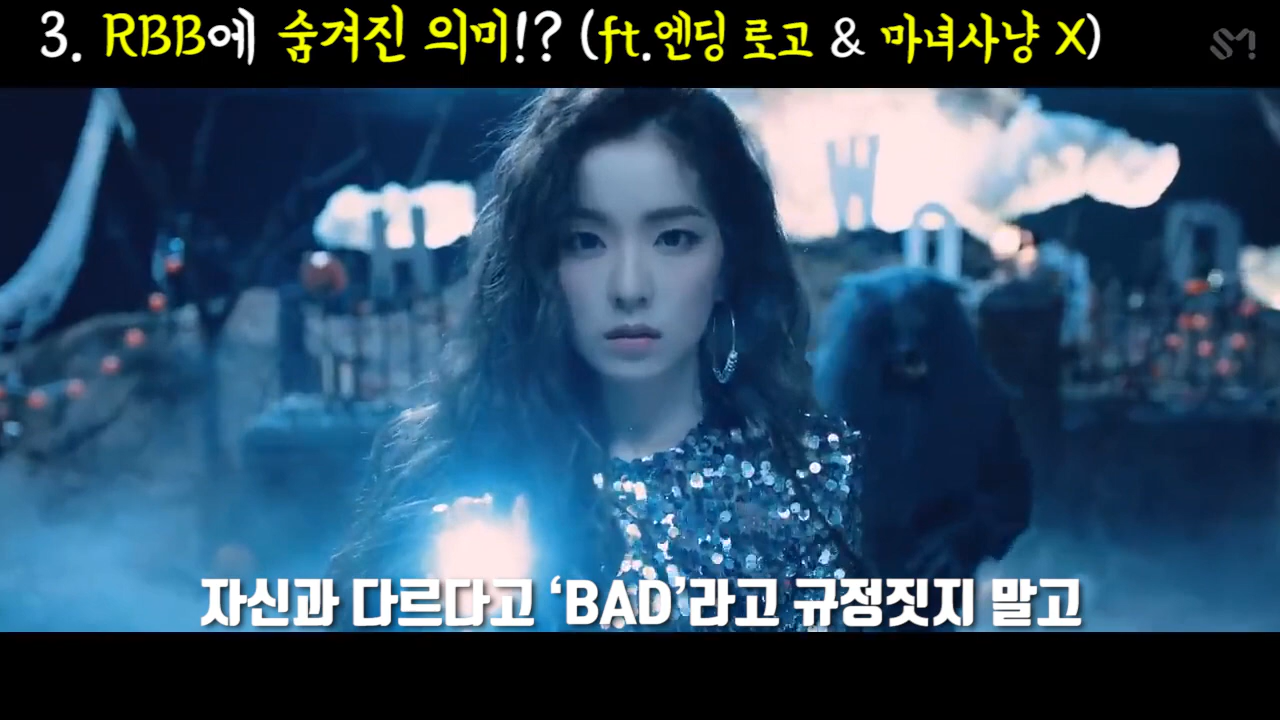 3. RBB에 숨겨진 의미!? (ft.엔딩 로고 & 마녀사냥 X)
SM!
자신과 다르다고 ‘BAD’라고 규정짓지 말고